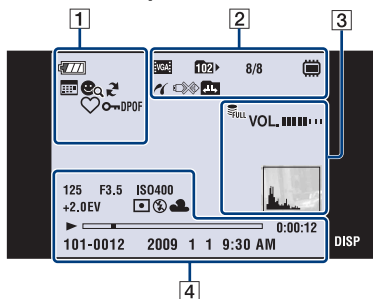 1
2
3
VGA 102 8/8
DPOF
FULL
VOL.
125 F3.5 ISO400
+2.0EV
0:00:12
101-0012 2009 1 1 9:30 AM
DISP
4